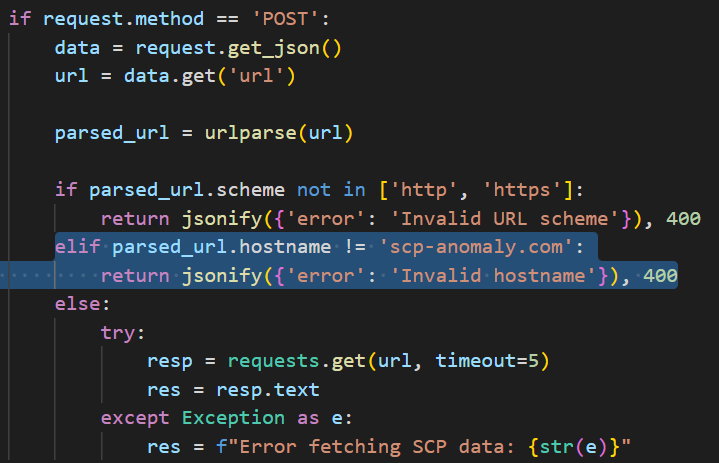 if request.method == 'POST':
    data = request.get_json()
    url = data.get('url')

    parsed_url = urlparse(url)

    if parsed_url.scheme not in ['http', 'https']:
        return jsonify({'error': 'Invalid URL scheme'}), 400
    elif parsed_url.hostname != 'scp-anomaly.com':
        return jsonify({'error': 'Invalid hostname'}), 400
    else:
        try:
            resp = requests.get(url, timeout=5)
            res = resp.text
        except Exception as e:
            res = f"Error fetching SCP data: {str(e)}"